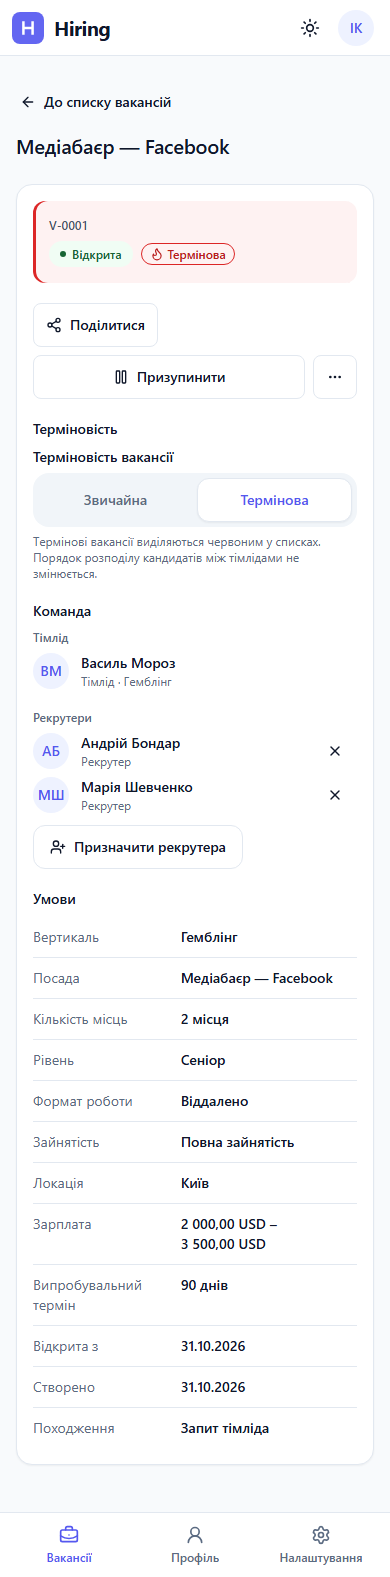 H Hiring
ІК
До списку вакансій
Медіабаєр — Facebook
V-0001
Відкрита
Термінова
Поділитися
Призупинити
Терміновість
Терміновість вакансії
Звичайна
Термінова
Термінові вакансії виділяються червоним у списках.
Порядок розподілу кандидатів між тімлідами не
змінюється.
Команда
Тімлід
ВМ
Василь Мороз
Тімлід · Гемблінг
Рекрутери
АБ
Андрій Бондар
Рекрутер
МШ
Марія Шевченко
Рекрутер
Призначити рекрутера
Умови
Вертикаль Гемблінг
Посада Медіабаєр — Facebook
Кількість місць 2 місця
Рівень Сеніор
Формат роботи Віддалено
Зайнятість Повна зайнятість
Локація Київ
Зарплата 2 000,00 USD –
3 500,00 USD
Випробувальний 90 днів
термін
Відкрита з 31.10.2026
Створено 31.10.2026
Походження Запит тімліда
Вакансії Профіль Налаштування